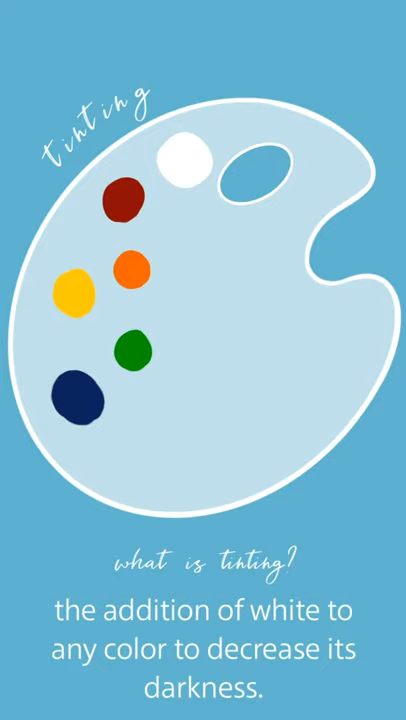 tinting
what is tinting?
the addition of white to
any color to decrease its
darkness.